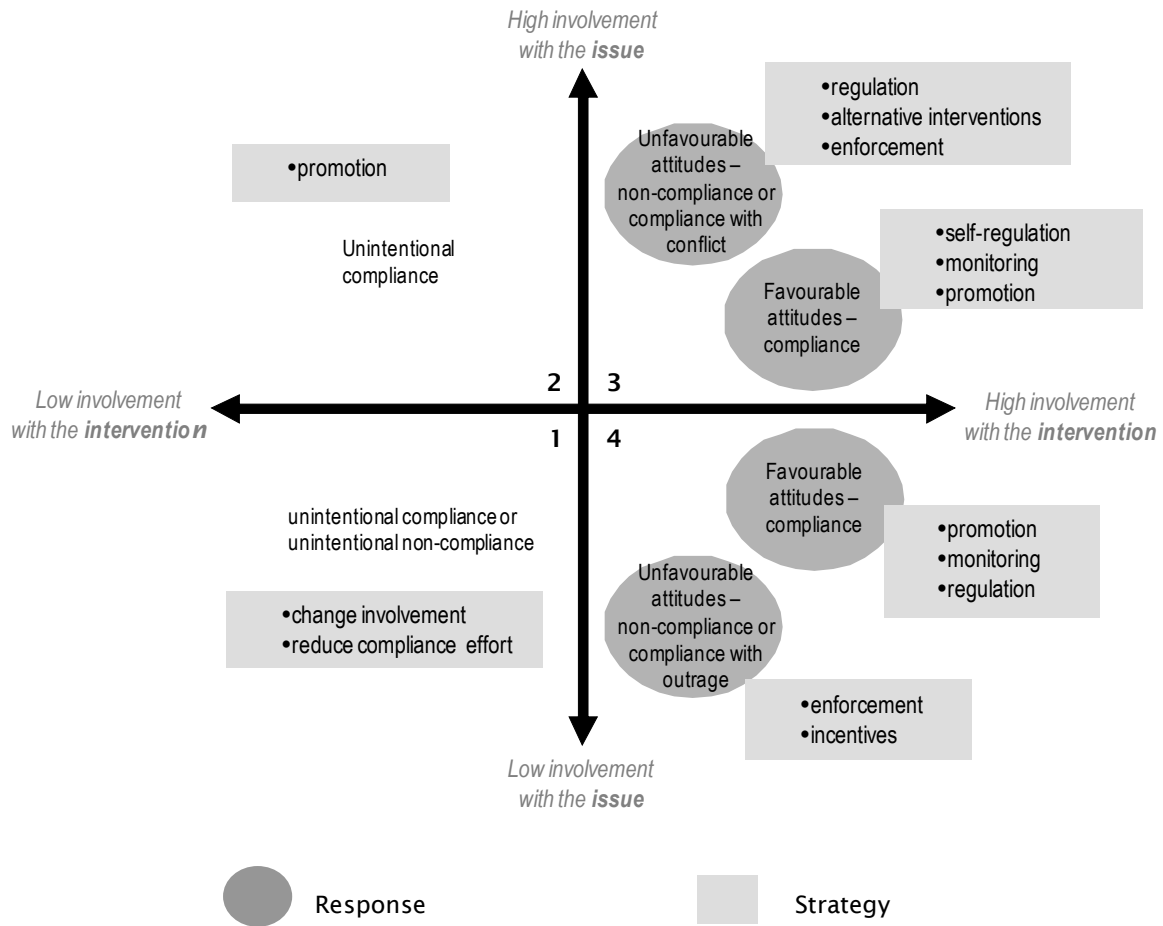 High involvement
with the issue
•regulation
•alternative interventions
•enforcement
Unfavourable
attitudes –
non-compliance or
compliance with
conflict
•promotion
•self-regulation
•monitoring
•promotion
Unintentional
compliance
Favourable
attitudes –
compliance
2 3
Low involvement
with the intervention
High involvement
with the intervention
1 4
Favourable
attitudes –
compliance
unintentional compliance or
unintentional non-compliance
•promotion
•monitoring
•regulation
Unfavourable
attitudes –
non-compliance or
compliance with
outrage
•change involvement
•reduce compliance effort
•enforcement
•incentives
Low involvement
with the issue
Response
Strategy